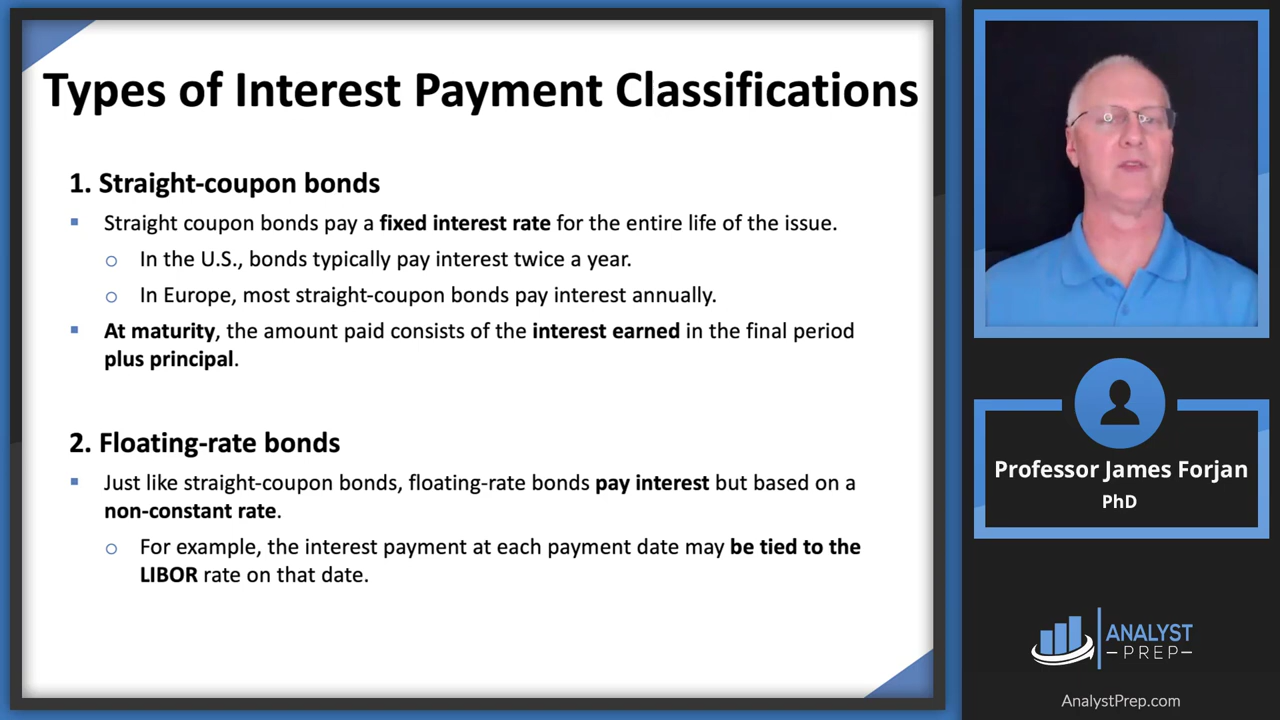 Types of Interest Payment Classifications
1. Straight-coupon bonds
▪ Straight coupon bonds pay a fixed interest rate for the entire life of the issue.
o In the U.S., bonds typically pay interest twice a year.
o In Europe, most straight-coupon bonds pay interest annually.
▪ At maturity, the amount paid consists of the interest earned in the final period
plus principal.
2. Floating-rate bonds
▪ Just like straight-coupon bonds, floating-rate bonds pay interest but based on a
non-constant rate.
o For example, the interest payment at each payment date may be tied to the
LIBOR rate on that date.
Professor James Forjan
PhD
ANALYST
–PREP–
AnalystPrep.com